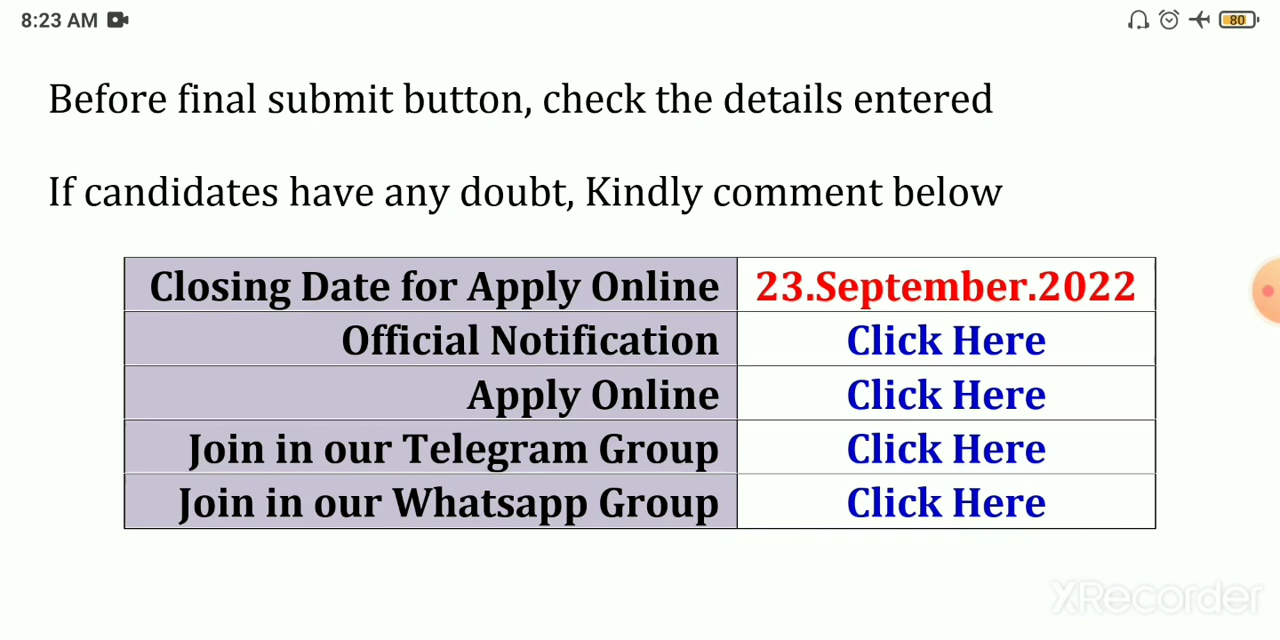 8:23 AM
80
Before final submit button, check the details entered
If candidates have any doubt, Kindly comment below
Closing Date for Apply Online 23.September.2022
Official Notification Click Here
Apply Online Click Here
Join in our Telegram Group Click Here
Join in our Whatsapp Group Click Here
XRecorder